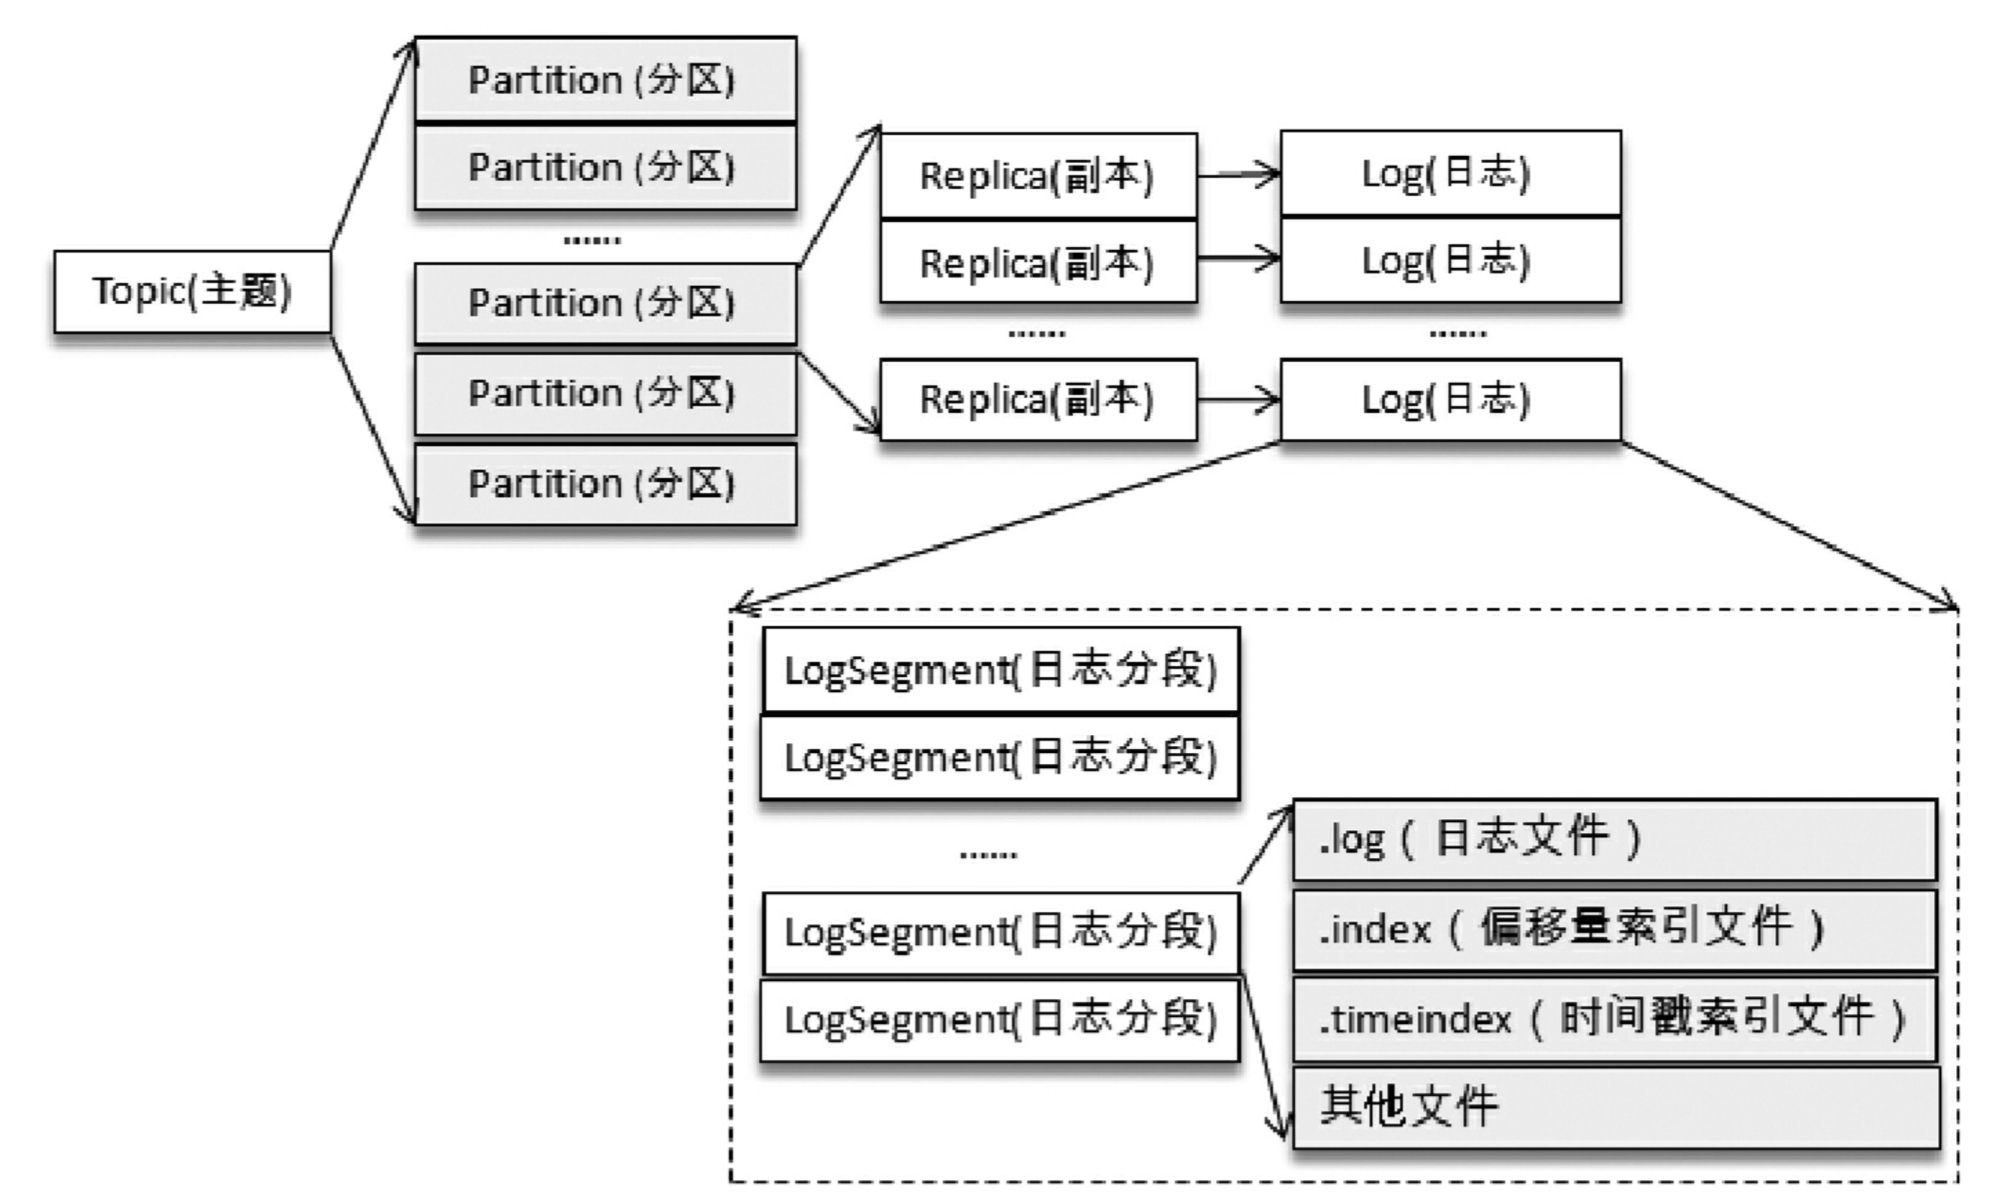 Topic(主题)
Partition (分区)
Partition (分区)
......
Partition (分区)
Partition (分区)
Partition (分区)
Replica(副本)
Replica(副本)
......
Replica(副本)
Log(日志)
Log(日志)
......
Log(日志)
LogSegment(日志分段)
LogSegment(日志分段)
......
LogSegment(日志分段)
LogSegment(日志分段)
.log（日志文件）
.index（偏移量索引文件）
.timeindex（时间戳索引文件）
其他文件